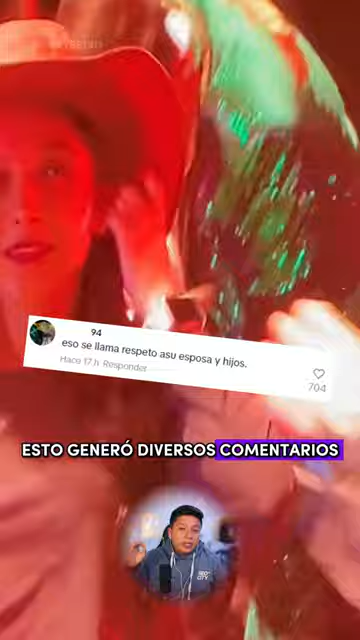 94
eso se llama respeto asu esposa y hijos.
Hace 17 h Responder
704
ESTO GENERÓ DIVERSOS COMENTARIOS